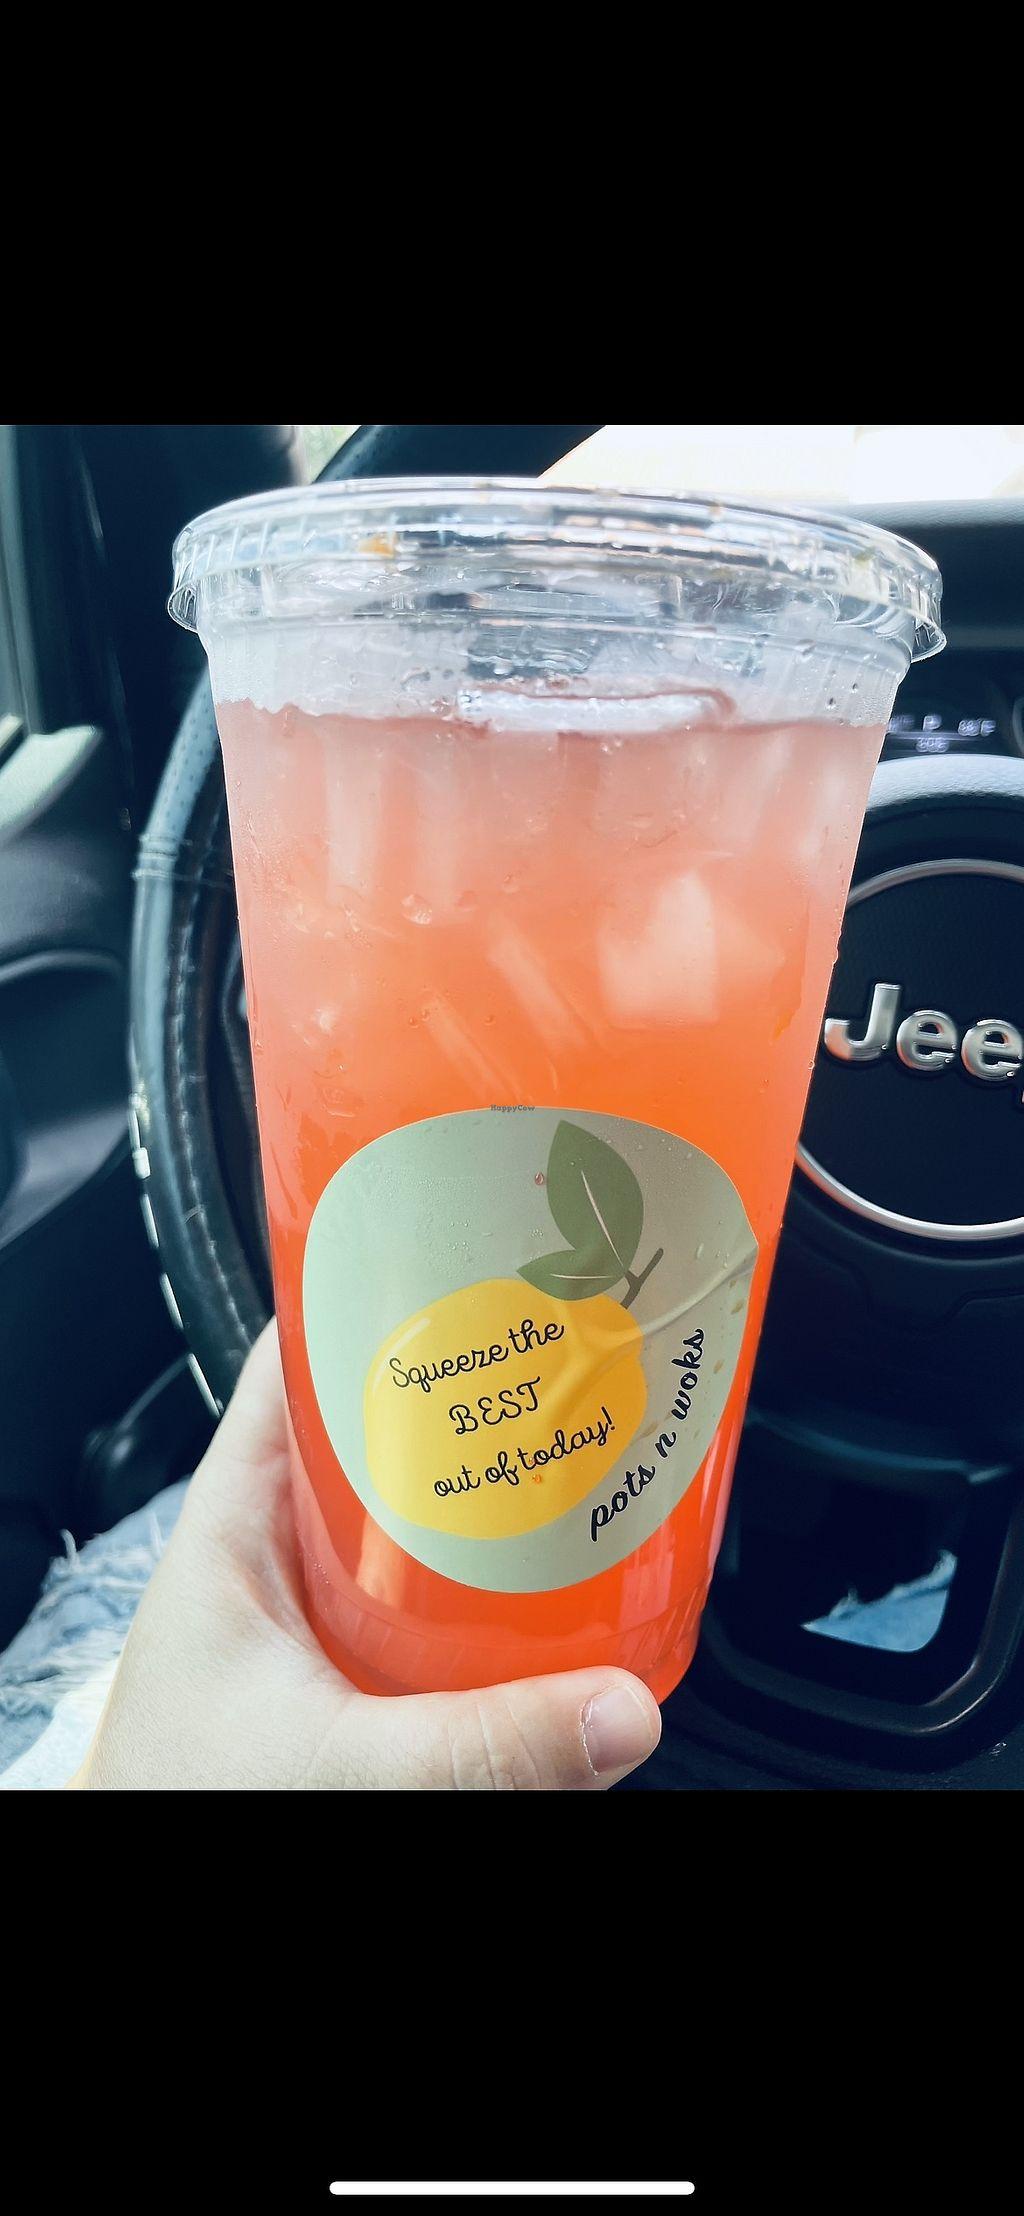 HappyCow
Squeeze the
BEST
out of today!
pots n woks
Jee